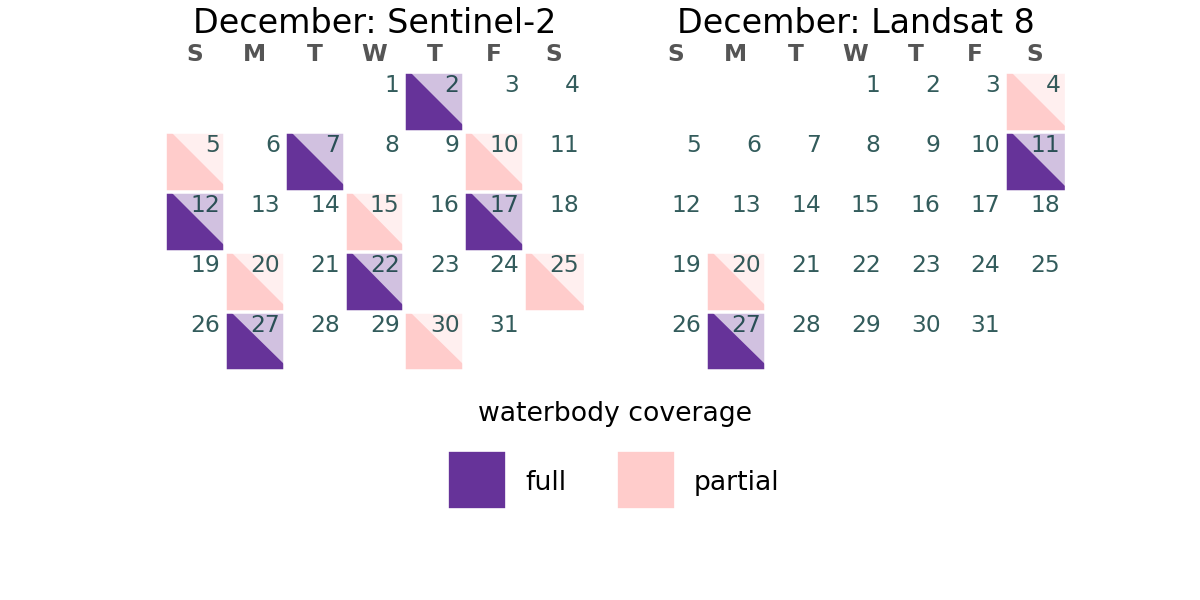 December: Sentinel-2
S M T W T F S
1 2 3 4
5 6 7 8 9 10 11
12 13 14 15 16 17 18
19 20 21 22 23 24 25
26 27 28 29 30 31
December: Landsat 8
S M T W T F S
1 2 3 4
5 6 7 8 9 10 11
12 13 14 15 16 17 18
19 20 21 22 23 24 25
26 27 28 29 30 31
waterbody coverage
full partial